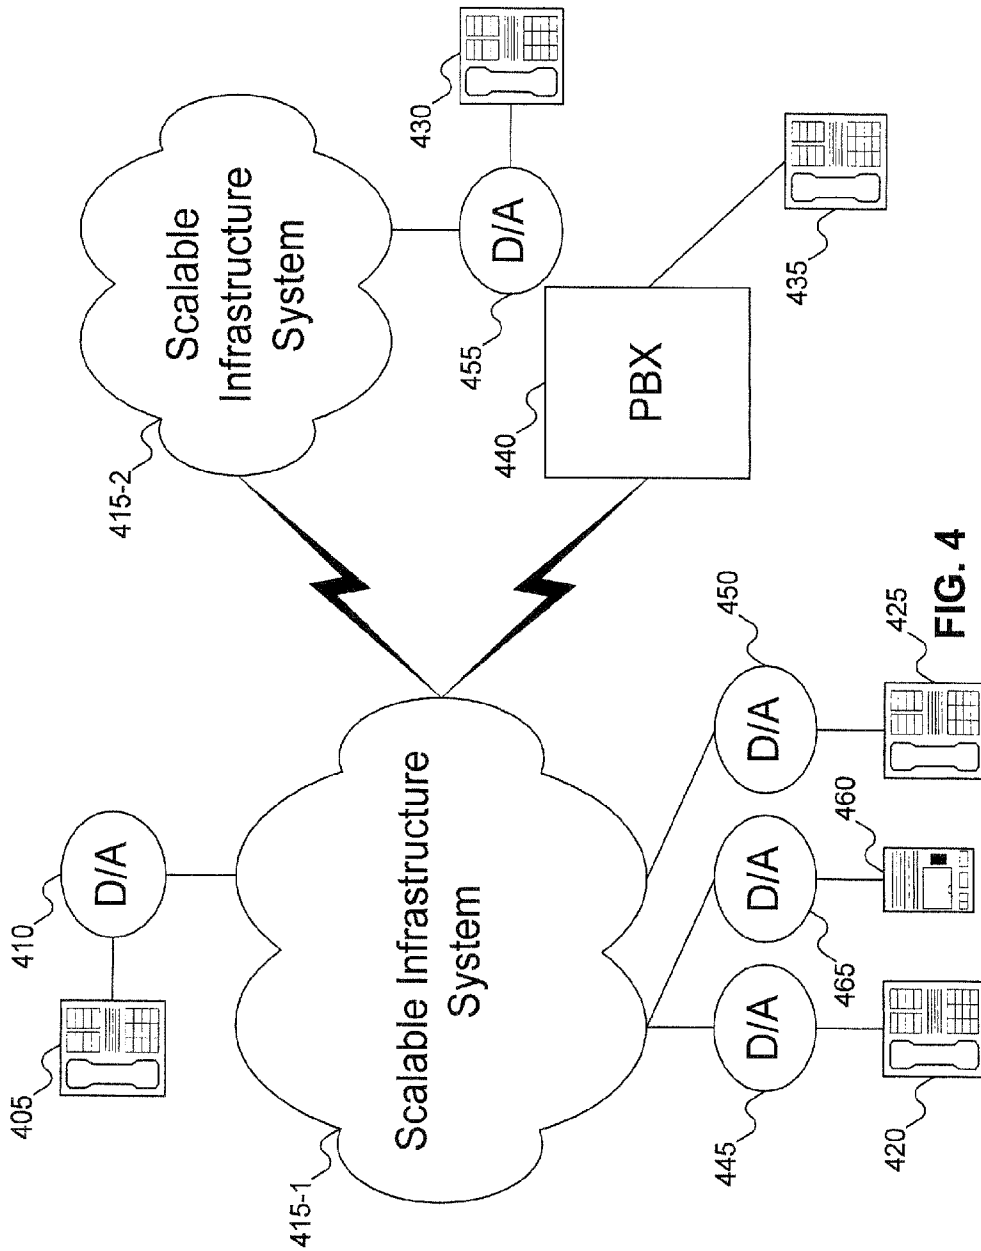 405
410
D/A
415-1
Scalable Infrastructure
System
415-2
Scalable
Infrastructure
System
D/A
455
430
440
PBX
435
445
D/A
420
465
D/A
460
450
D/A
425
FIG. 4